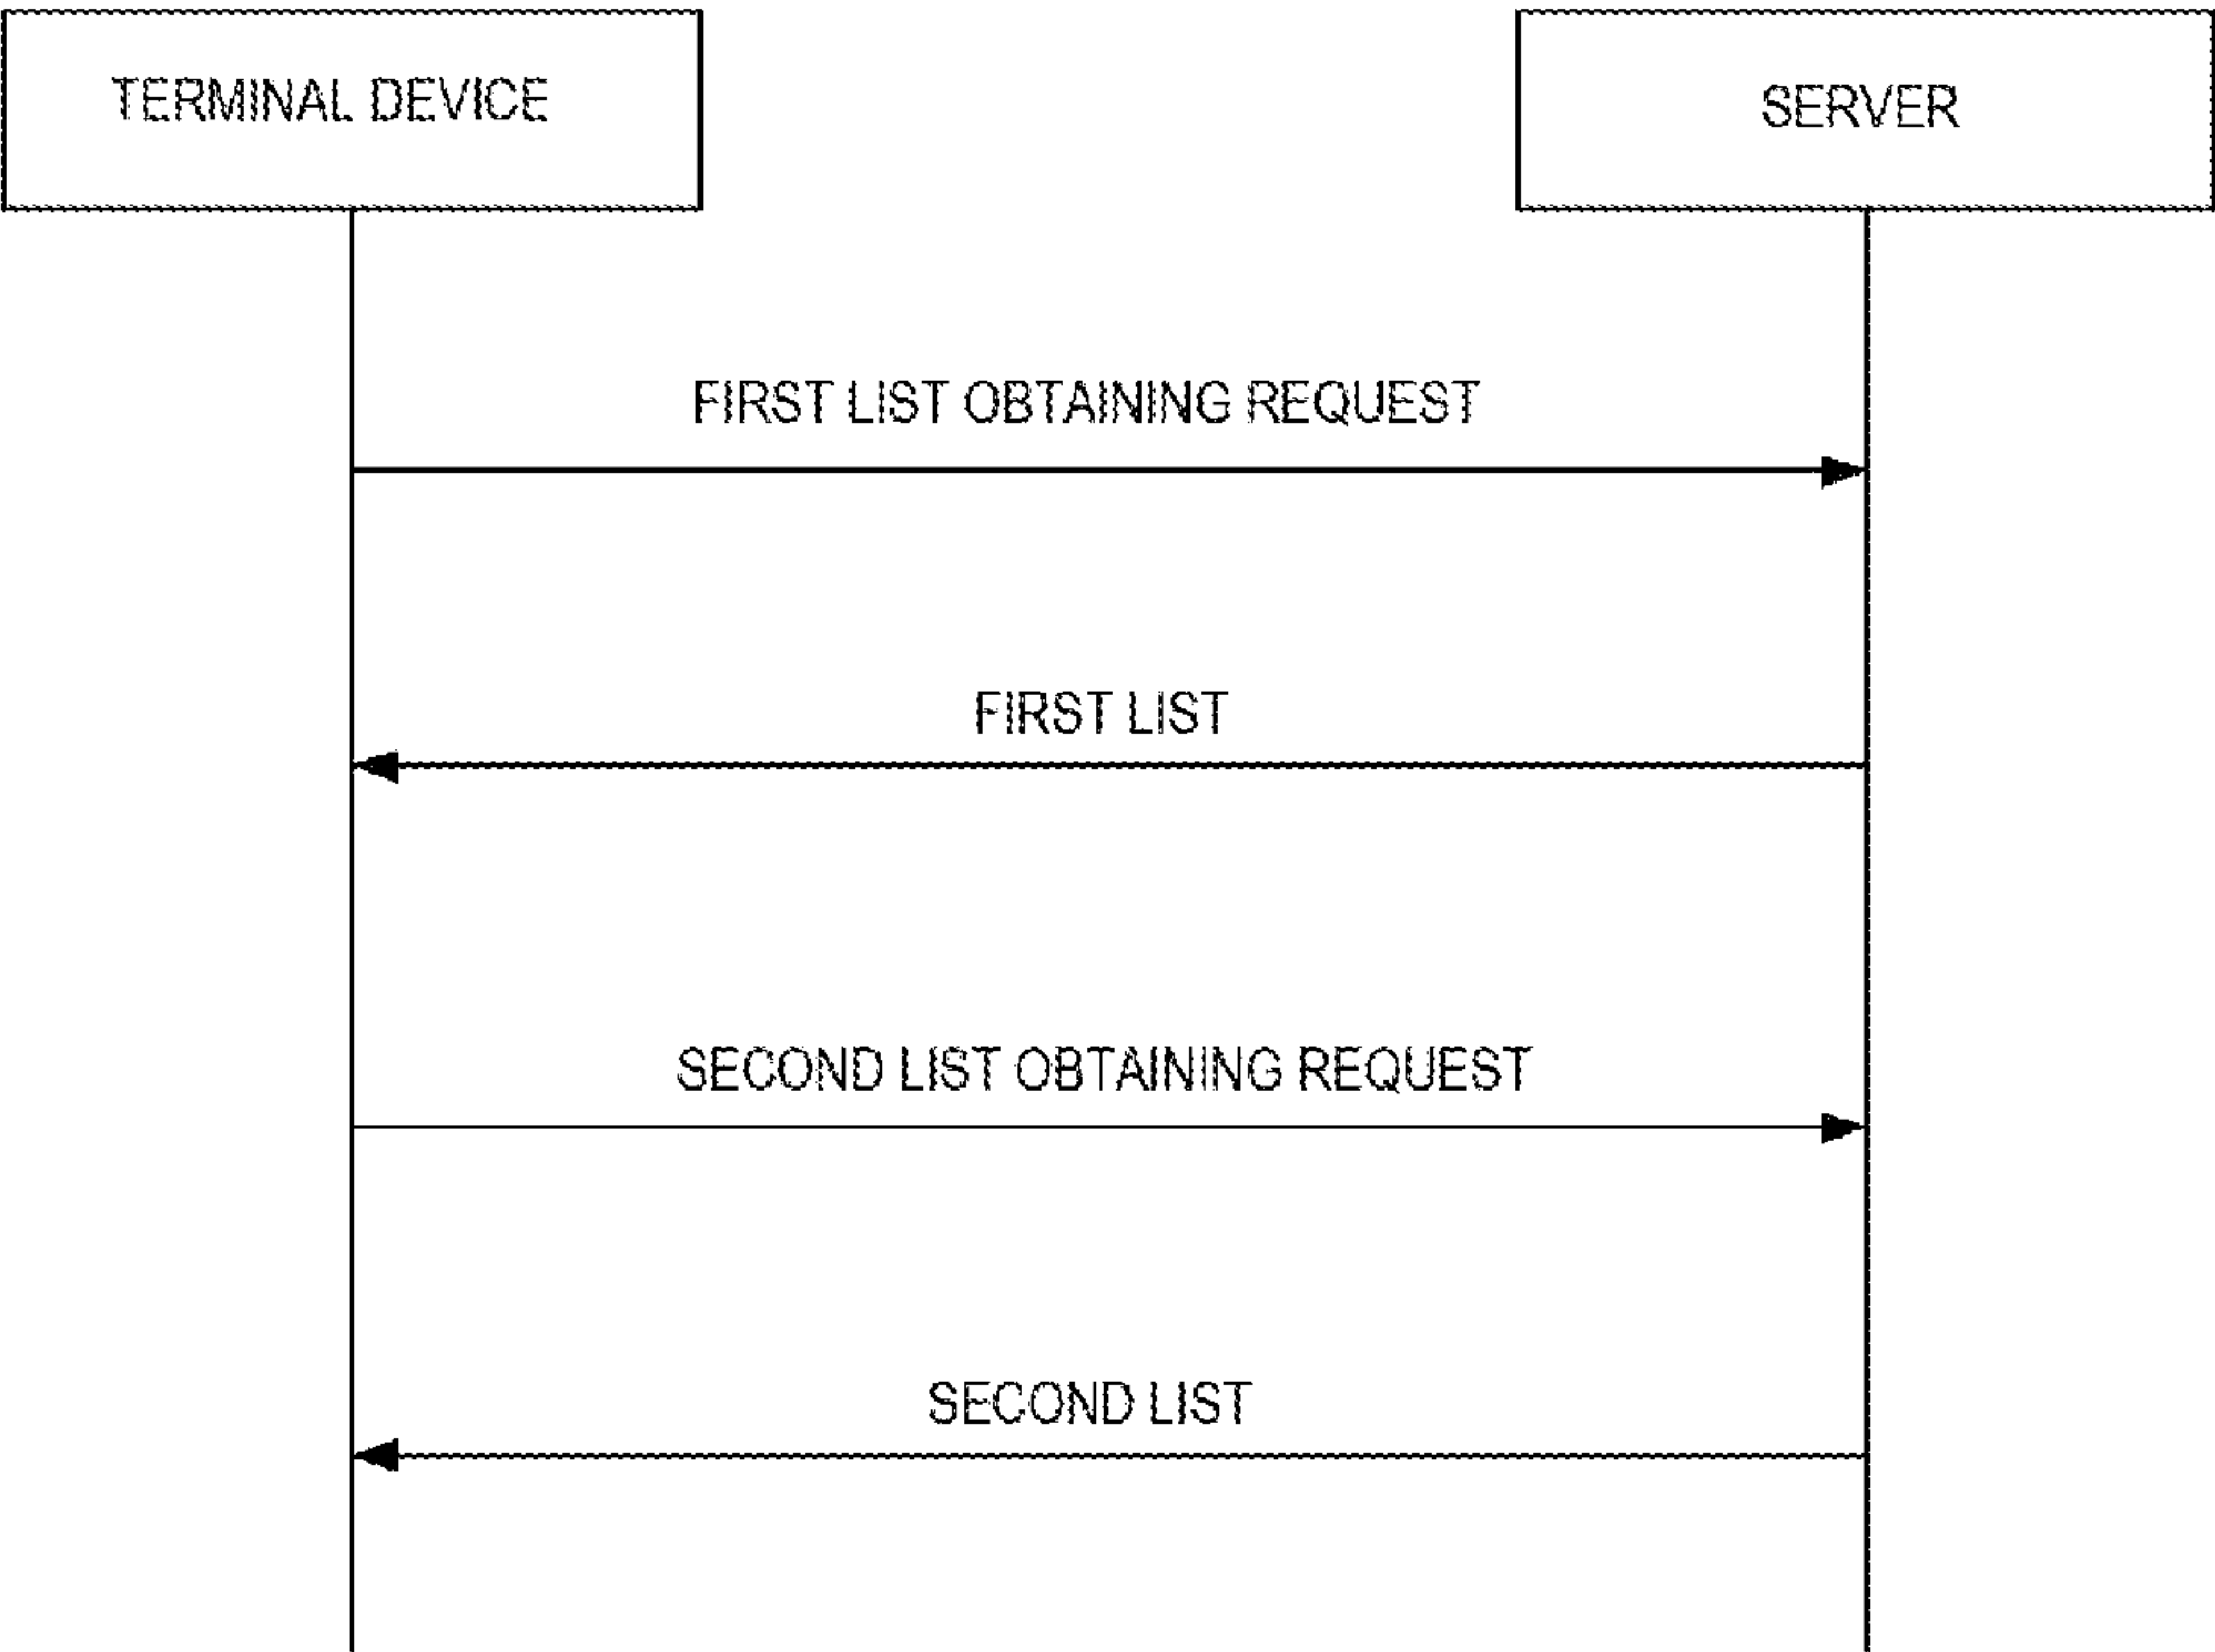 TERMINAL DEVICE
SERVER
FIRST LIST OBTAINING REQUEST
FIRST LIST
SECOND LIST OBTAINING REQUEST
SECOND LIST